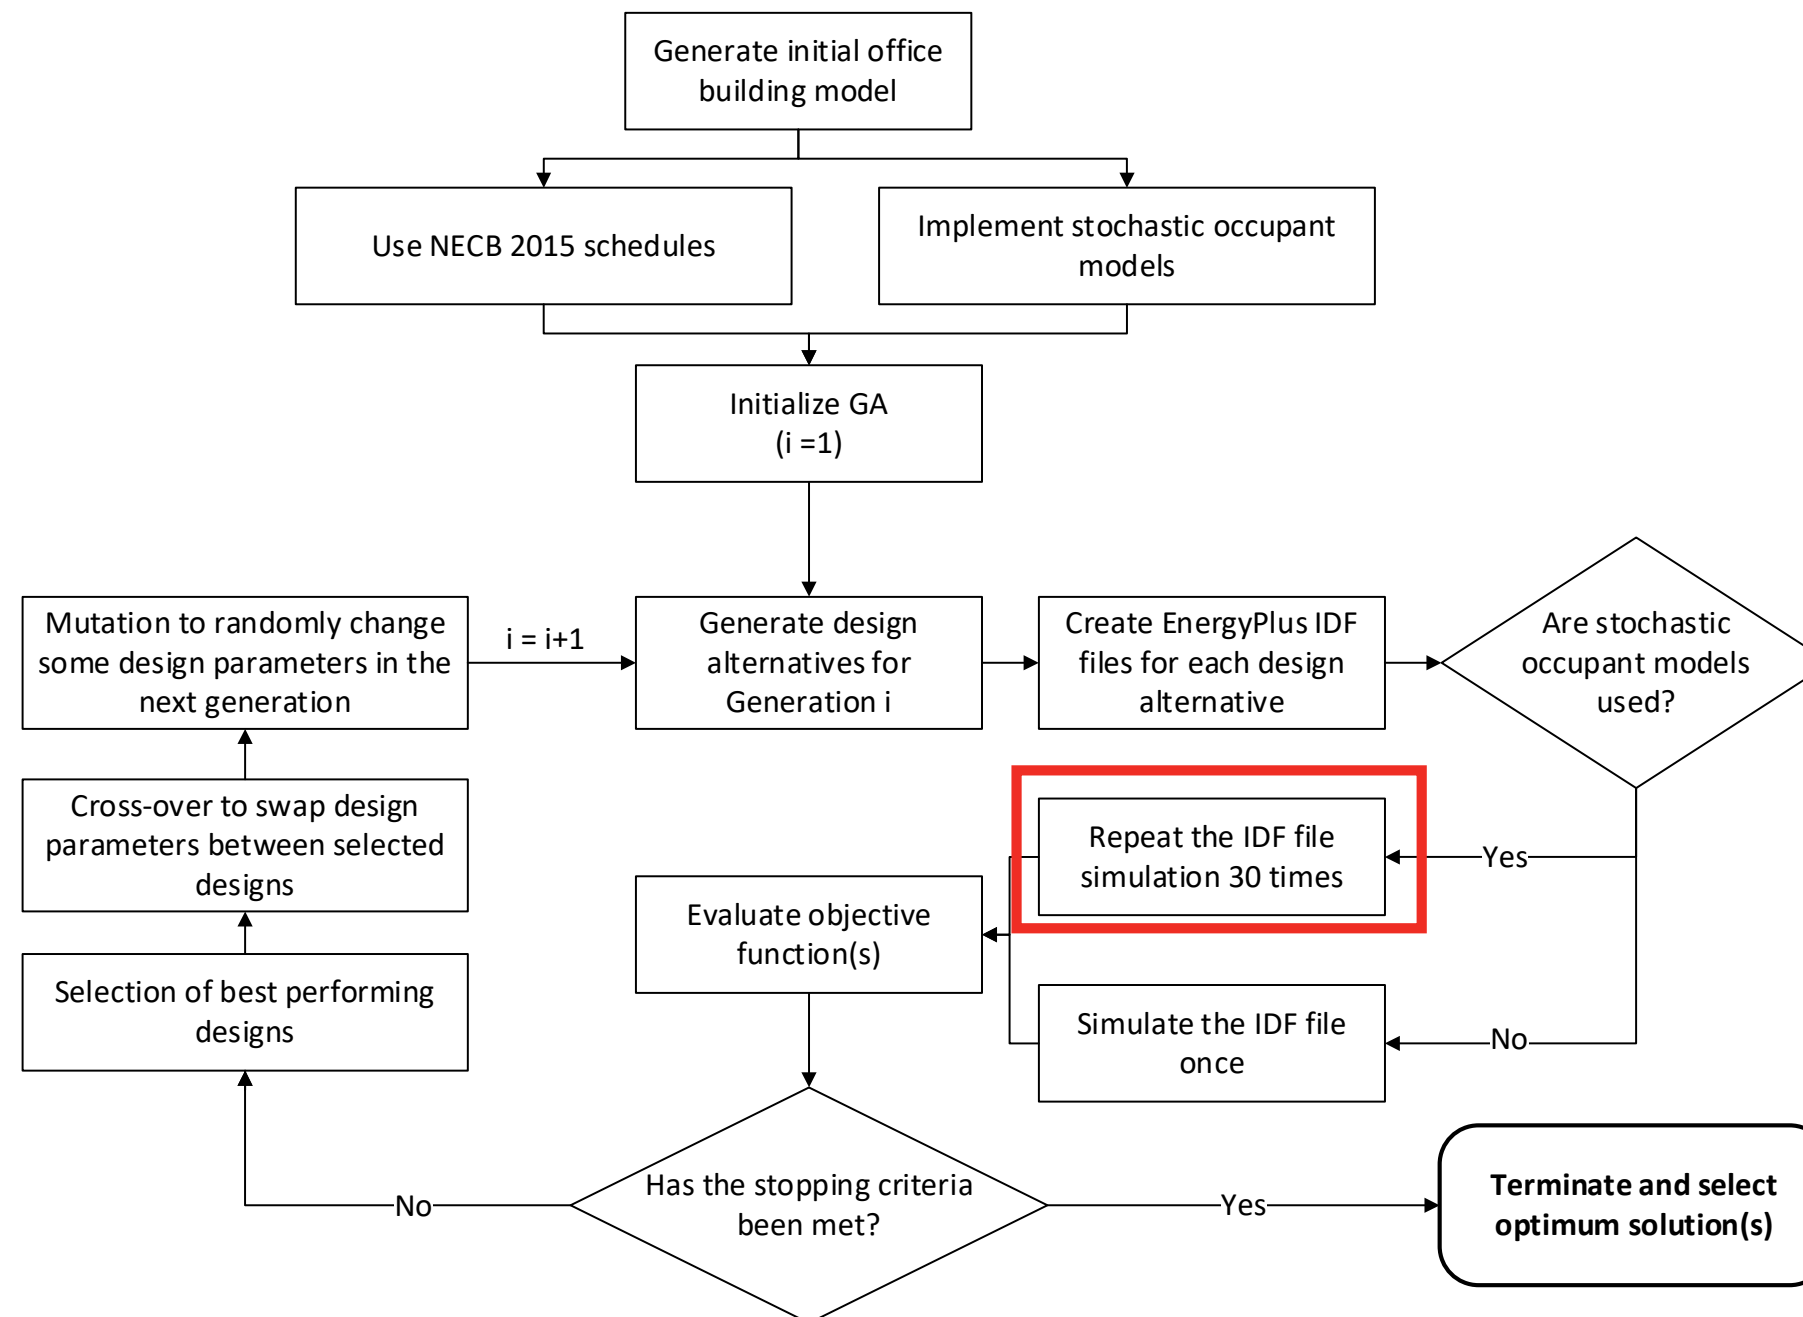 Generate initial office
building model
Use NECB 2015 schedules
Implement stochastic occupant
models
Initialize GA
(i =1)
Mutation to randomly change
some design parameters in the
next generation
i = i+1
Generate design
alternatives for
Generation i
Create EnergyPlus IDF
files for each design
alternative
Are stochastic
occupant models
used?
Cross-over to swap design
parameters between selected
designs
Repeat the IDF file
simulation 30 times
Yes
Evaluate objective
function(s)
Selection of best performing
designs
Simulate the IDF file
once
No
Has the stopping criteria
been met?
No
Yes
Terminate and select
optimum solution(s)